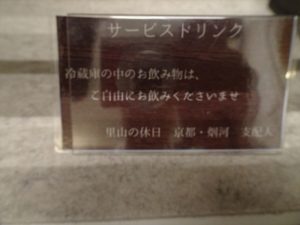 サービスドリンク
冷蔵庫の中のお飲み物は、
ご自由にお飲みくださいませ
里山の休日 京都・烟河 支配人